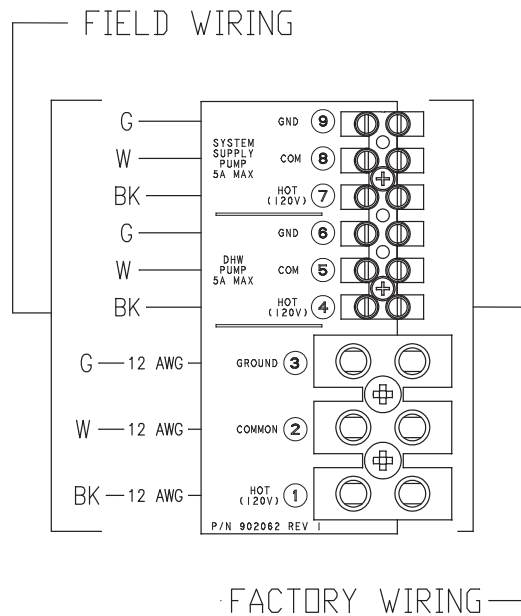 FIELD WIRING
G GND 9
SYSTEM
SUPPLY
PUMP
5A MAX
W COM 8
BK HOT
(120V) 7
G GND 6
DHW
PUMP
5A MAX
W COM 5
BK HOT
(120V) 4
G 12 AWG GROUND 3
W 12 AWG COMMON 2
BK 12 AWG HOT
(120V) 1
P/N 902062 REV 1
FACTORY WIRING